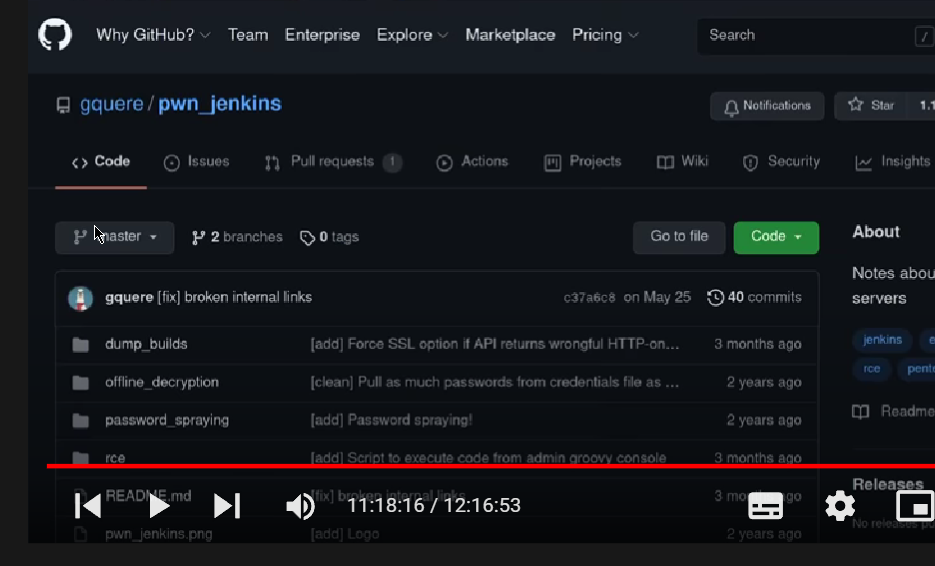 Why GitHub? Team Enterprise Explore Marketplace Pricing Search /
gquere / pwn_jenkins
Notifications Star 1.1
Code Issues Pull requests 1 Actions Projects Wiki Security Insights
master 2 branches 0 tags Go to file Code
About
gquere [fix] broken internal links c37a6c8 on May 25 40 commits
Notes abou
servers
dump_builds [add] Force SSL option if API returns wrongful HTTP-on... 3 months ago
jenkins e
offline_decryption [clean] Pull as much passwords from credentials file as ... 2 years ago
rce pente
password_spraying [add] Password spraying! 2 years ago
Readme
rce [add] Script to execute code from admin groovy console 3 months ago
Releases
README.md [fix] broken internal links 3 months ago
11:18:16 / 12:16:53
No releases pu
pwn_jenkins.png [add] Logo 2 years ago